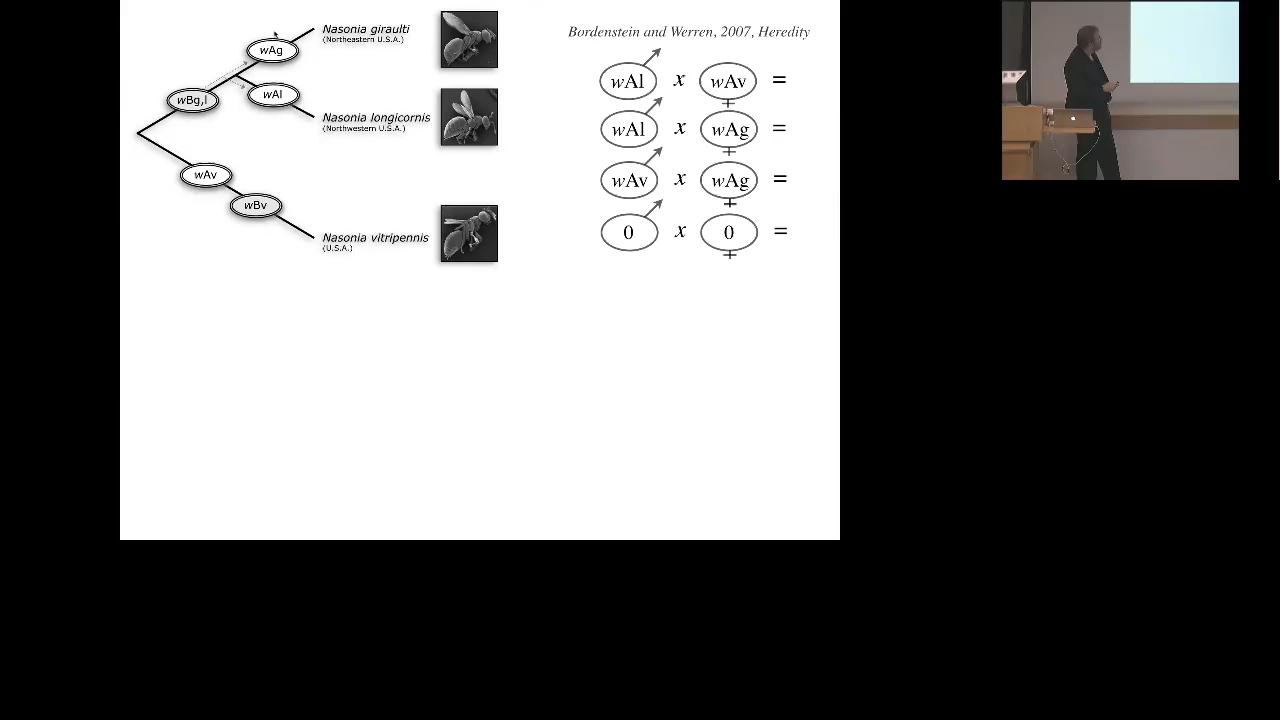 Nasonia giraulti
(Northeastern U.S.A.)
wAg
wBg,l
wAl
Nasonia longicornis
(Northwestern U.S.A.)
wAv
wBv
Nasonia vitripennis
(U.S.A.)
Bordenstein and Werren, 2007, Heredity
wAl x wAv =
wAl x wAg =
wAv x wAg =
0 x 0 =